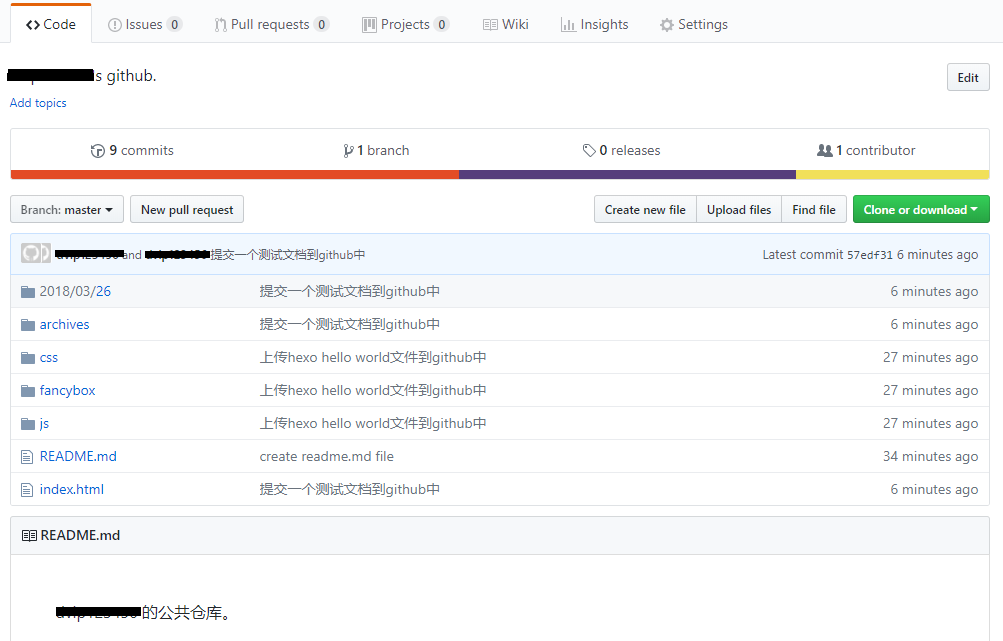 Code Issues 0 Pull requests 0 Projects 0 Wiki Insights Settings
s github.
Edit
Add topics
9 commits 1 branch 0 releases 1 contributor
Branch: master New pull request Create new file Upload files Find file Clone or download
and 提交一个测试文档到github中 Latest commit 57edf31 6 minutes ago
2018/03/26 提交一个测试文档到github中 6 minutes ago
archives 提交一个测试文档到github中 6 minutes ago
css 上传hexo hello world文件到github中 27 minutes ago
fancybox 上传hexo hello world文件到github中 27 minutes ago
js 上传hexo hello world文件到github中 27 minutes ago
README.md create readme.md file 34 minutes ago
index.html 提交一个测试文档到github中 6 minutes ago
README.md
的公共仓库。